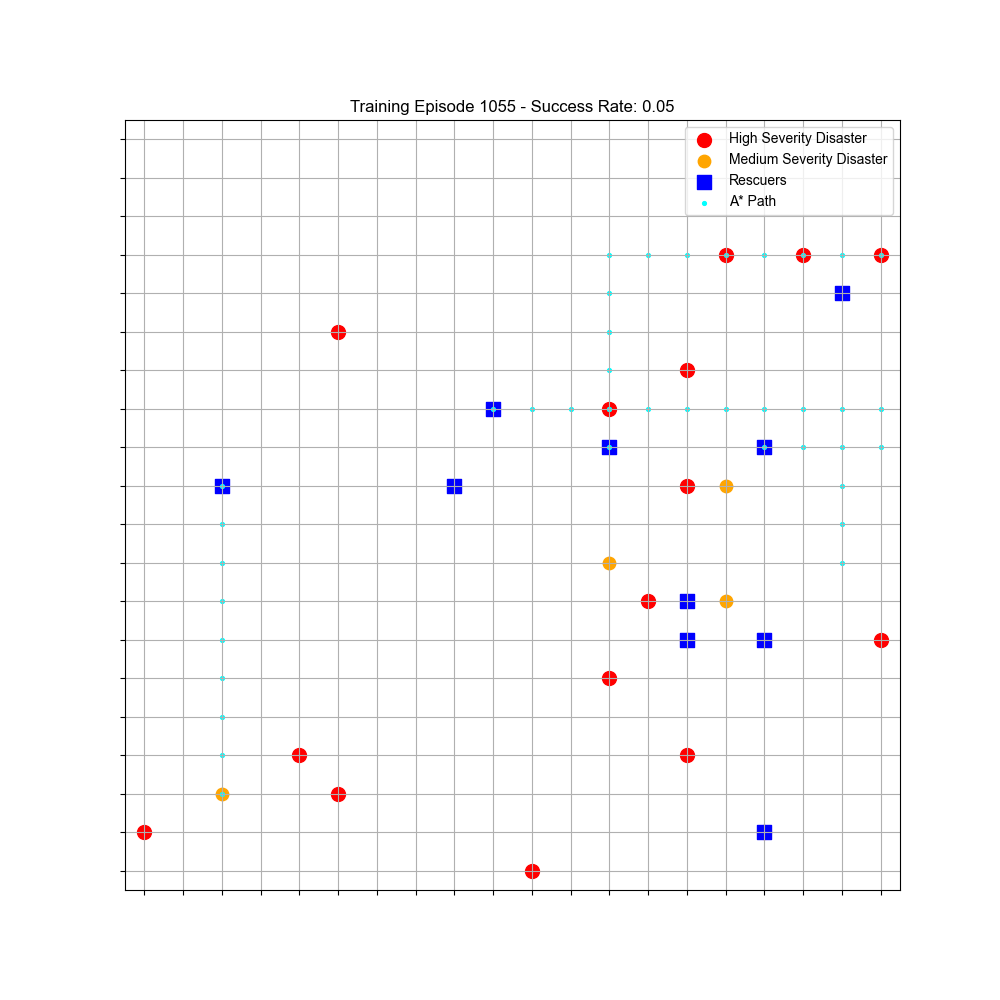 Training Episode 1055 - Success Rate: 0.05
High Severity Disaster
Medium Severity Disaster
Rescuers
A* Path